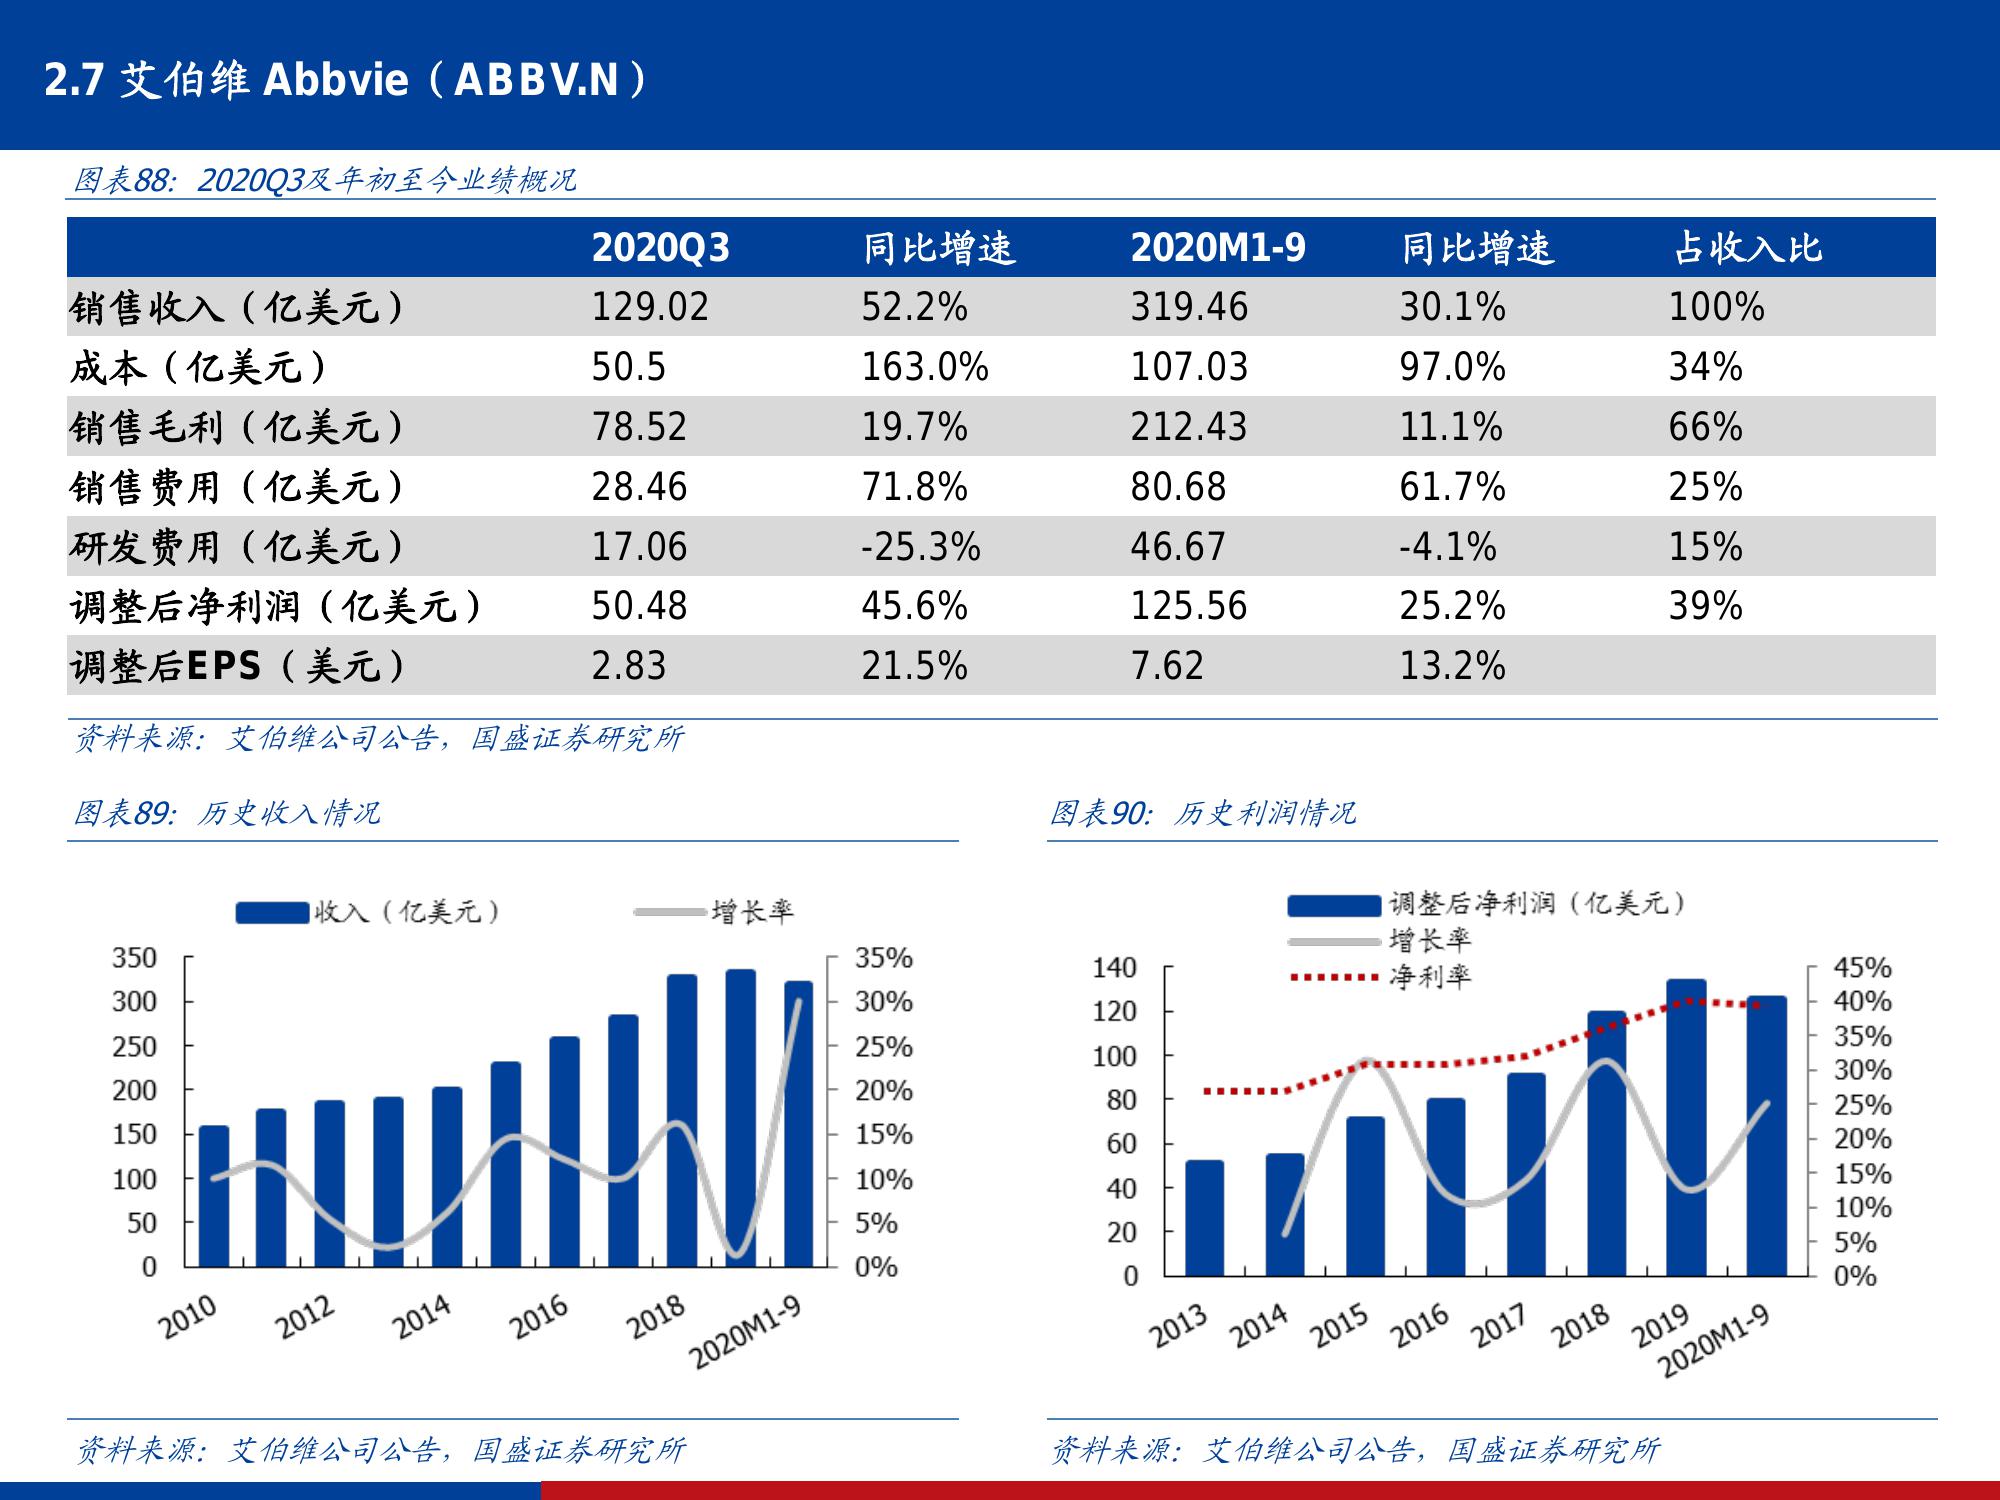 2.7 艾伯维 Abbvie（ABBV.N）
图表88：2020Q3及年初至今业绩概况
2020Q3 同比增速 2020M1-9 同比增速 占收入比
销售收入（亿美元） 129.02 52.2% 319.46 30.1% 100%
成本（亿美元） 50.5 163.0% 107.03 97.0% 34%
销售毛利（亿美元） 78.52 19.7% 212.43 11.1% 66%
销售费用（亿美元） 28.46 71.8% 80.68 61.7% 25%
研发费用（亿美元） 17.06 -25.3% 46.67 -4.1% 15%
调整后净利润（亿美元） 50.48 45.6% 125.56 25.2% 39%
调整后EPS（美元） 2.83 21.5% 7.62 13.2%
资料来源：艾伯维公司公告，国盛证券研究所
图表89：历史收入情况
收入（亿美元） 增长率
350 35%
300 30%
250 25%
200 20%
150 15%
100 10%
50 5%
0 0%
2010 2012 2014 2016 2018 2020M1-9
资料来源：艾伯维公司公告，国盛证券研究所
图表90：历史利润情况
调整后净利润（亿美元）
增长率
净利率
140
120
100
80
60
40
20
0
45%
40%
35%
30%
25%
20%
15%
10%
5%
0%
2013 2014 2015 2016 2017 2018 2019 2020M1-9
资料来源：艾伯维公司公告，国盛证券研究所